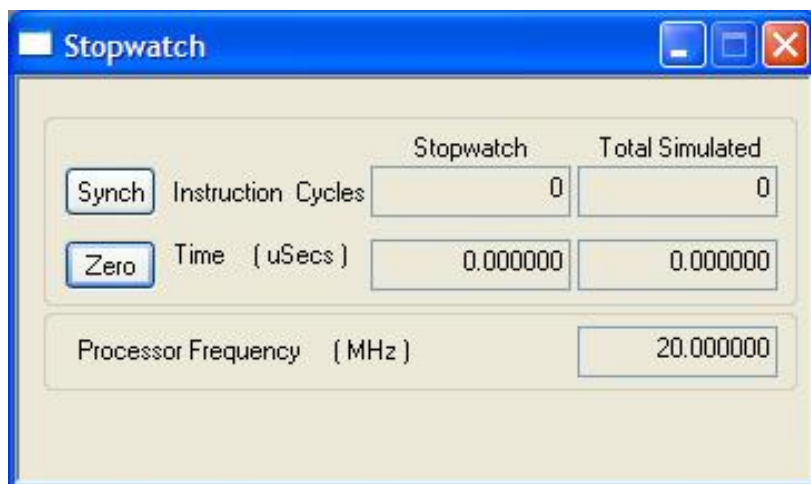 Stopwatch
Stopwatch Total Simulated
Synch Instruction Cycles 0 0
Zero Time ( uSecs ) 0.000000 0.000000
Processor Frequency ( MHz ) 20.000000